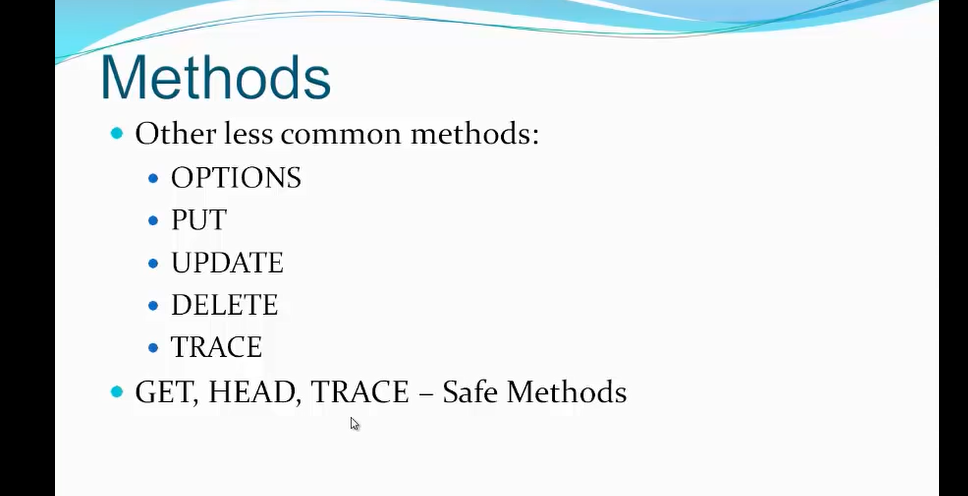 Methods
Other less common methods:
OPTIONS
PUT
UPDATE
DELETE
TRACE
GET, HEAD, TRACE – Safe Methods